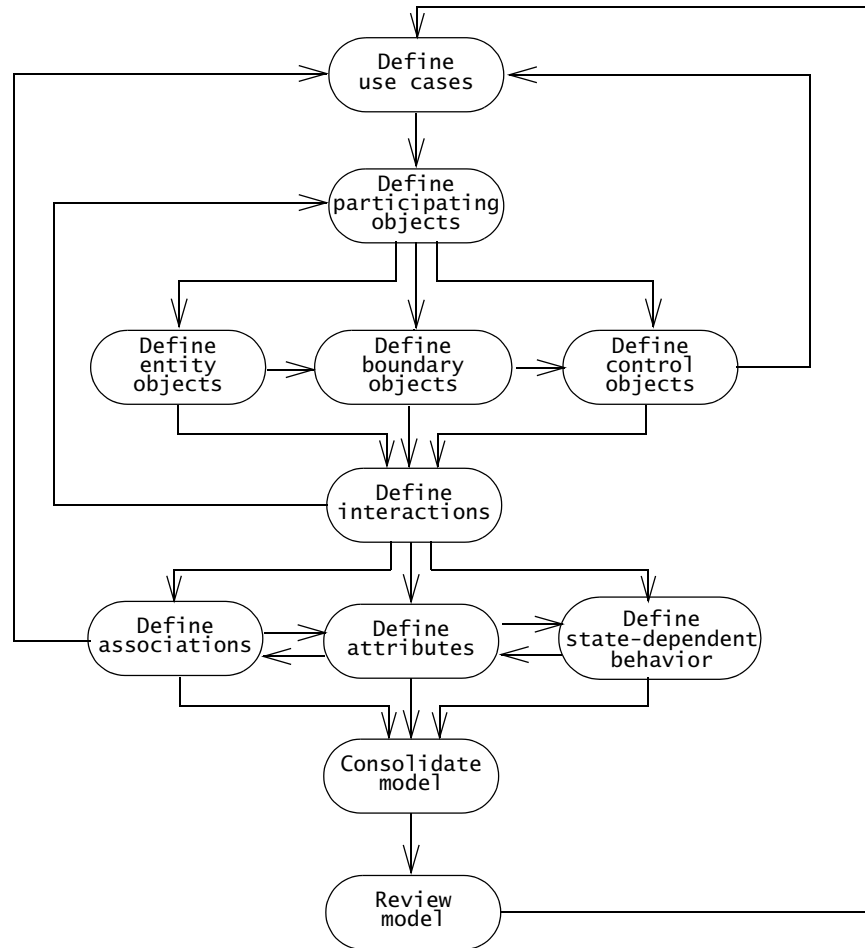 Define
use cases
Define
participating
objects
Define
entity
objects
Define
boundary
objects
Define
control
objects
Define
interactions
Define
associations
Define
attributes
Define
state-dependent
behavior
Consolidate
model
Review
model